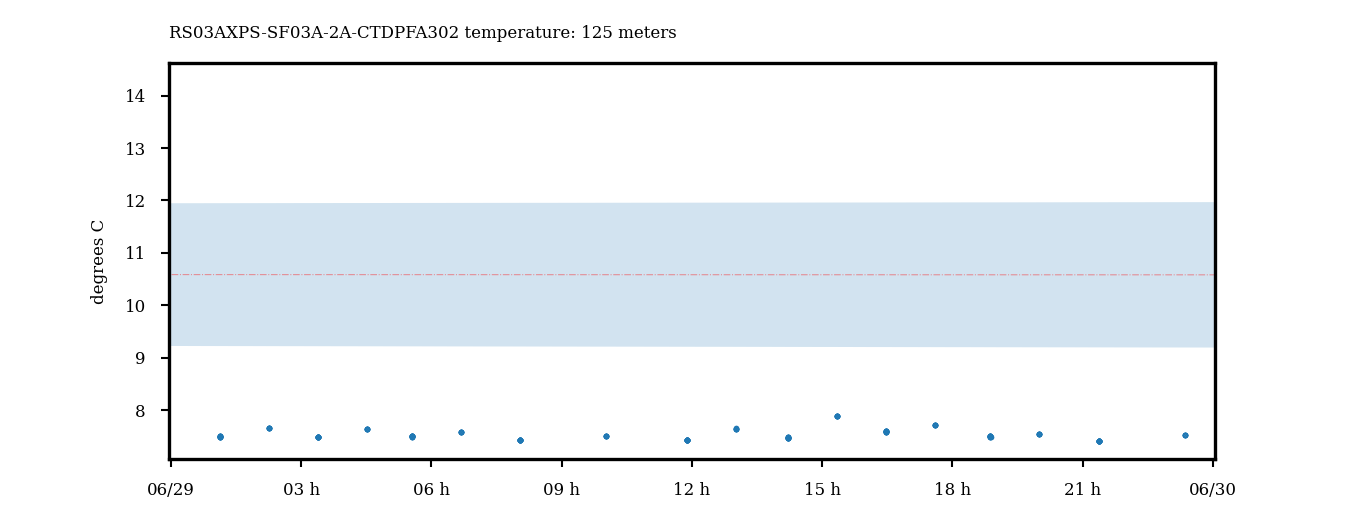 RS03AXPS-SF03A-2A-CTDPFA302 temperature: 125 meters
14
13
12
11
10
9
8
degrees C
06/29
03 h
06 h
09 h
12 h
15 h
18 h
21 h
06/30